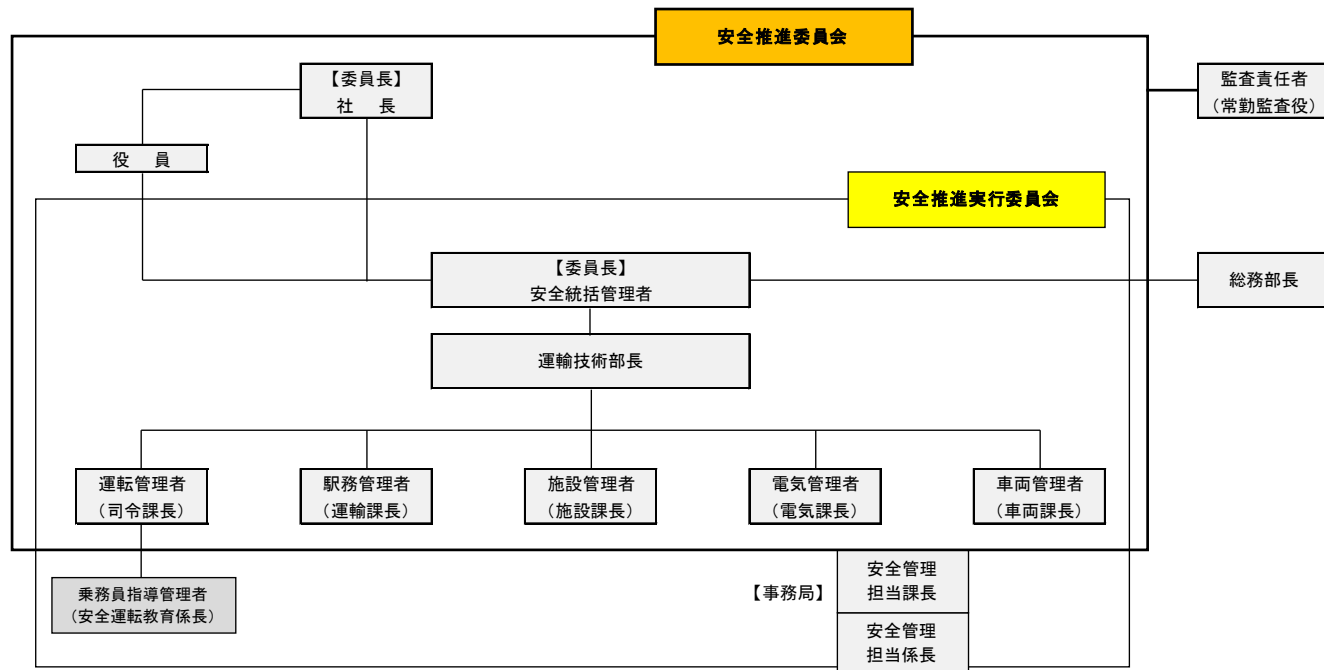 安全推進委員会
【委員長】
社　長
監査責任者
（常勤監査役）
役　員
安全推進実行委員会
【委員長】
安全統括管理者
総務部長
運輸技術部長
運転管理者
（司令課長）
駅務管理者
（運輸課長）
施設管理者
（施設課長）
電気管理者
（電気課長）
車両管理者
（車両課長）
乗務員指導管理者
（安全運転教育係長）
【事務局】
安全管理
担当課長
安全管理
担当係長